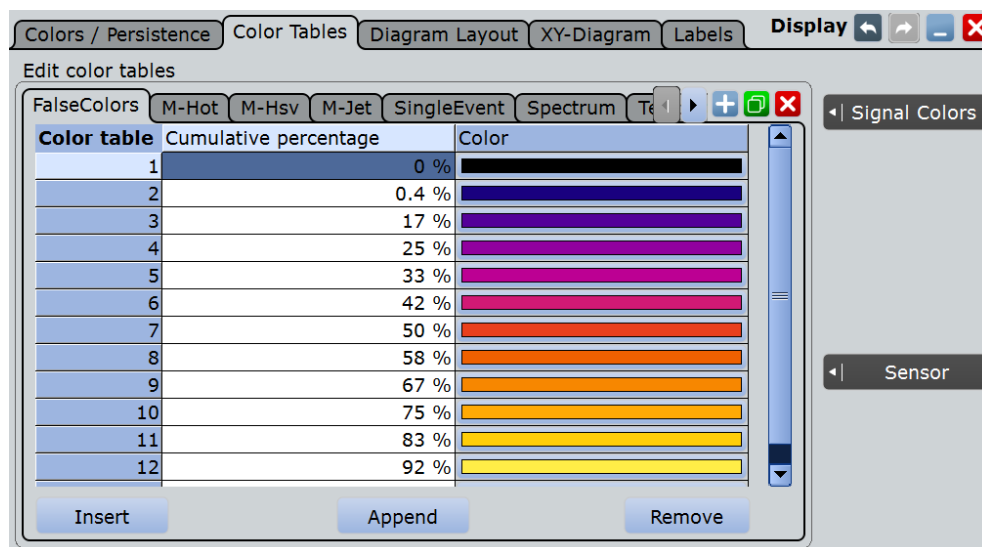 Colors / Persistence Color Tables Diagram Layout XY-Diagram Labels Display
Edit color tables
FalseColors M-Hot M-Hsv M-Jet SingleEvent Spectrum
Signal Colors
Color table Cumulative percentage Color
1 0 %
2 0.4 %
3 17 %
4 25 %
5 33 %
6 42 %
7 50 %
8 58 %
9 67 %
10 75 %
11 83 %
12 92 %
Sensor
Insert Append Remove